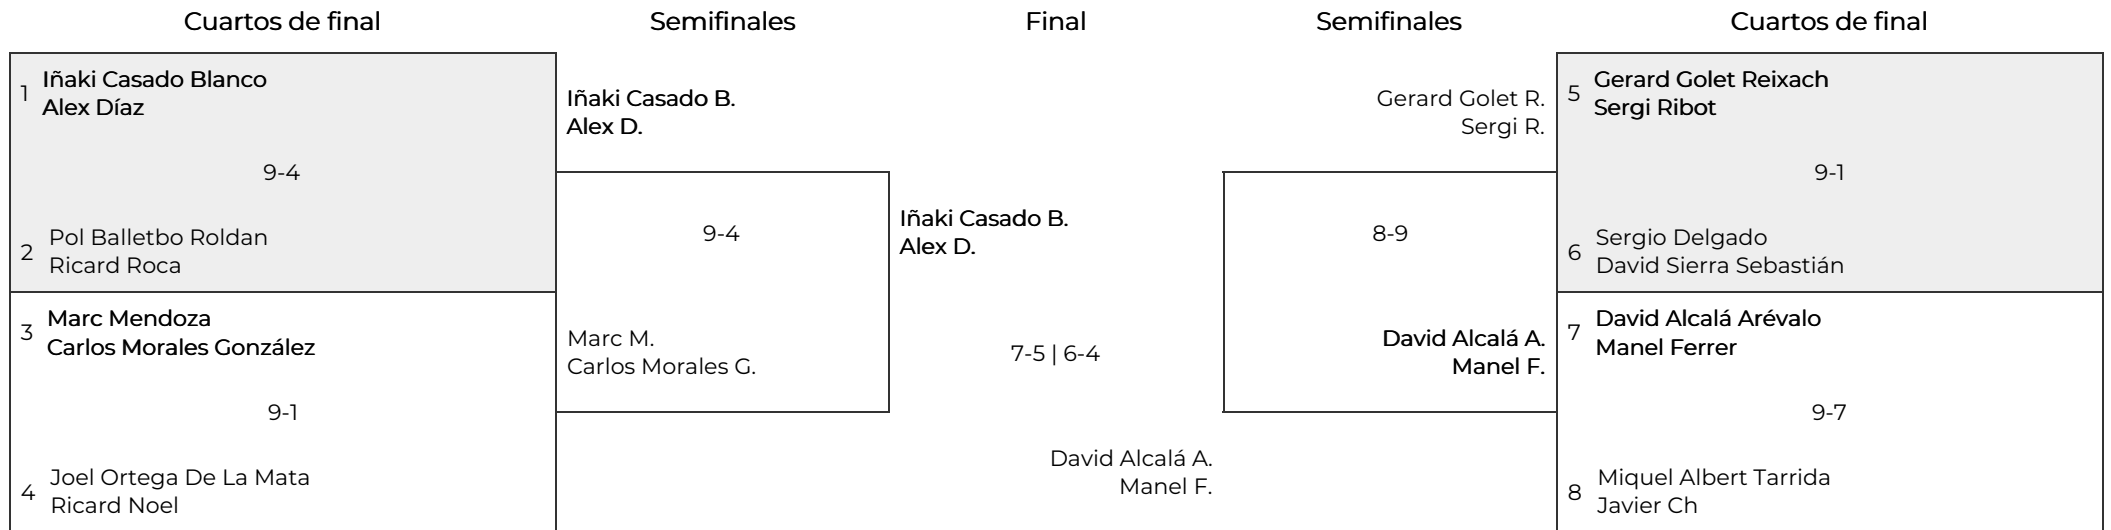 Cuartos de final
Semifinales
Final
Semifinales
Cuartos de final
1
Iñaki Casado Blanco
Alex Díaz
9-4
2
Pol Balletbo Roldan
Ricard Roca
3
Marc Mendoza
Carlos Morales González
9-1
4
Joel Ortega De La Mata
Ricard Noel
Iñaki Casado B.
Alex D.
9-4
Marc M.
Carlos Morales G.
Iñaki Casado B.
Alex D.
7-5 | 6-4
David Alcalá A.
Manel F.
Gerard Golet R.
Sergi R.
8-9
David Alcalá A.
Manel F.
5
Gerard Golet Reixach
Sergi Ribot
9-1
6
Sergio Delgado
David Sierra Sebastián
7
David Alcalá Arévalo
Manel Ferrer
9-7
8
Miquel Albert Tarrida
Javier Ch